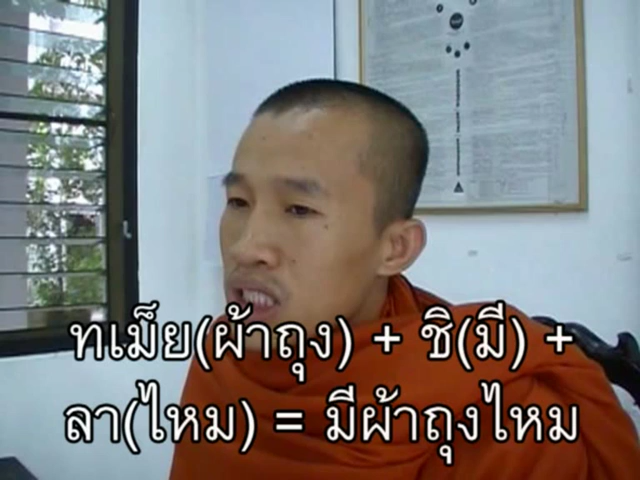 ทเม็ย(ผ้าถุง) + ชิ(มี) +
ลา(ไหม) = มีผ้าถุงไหม